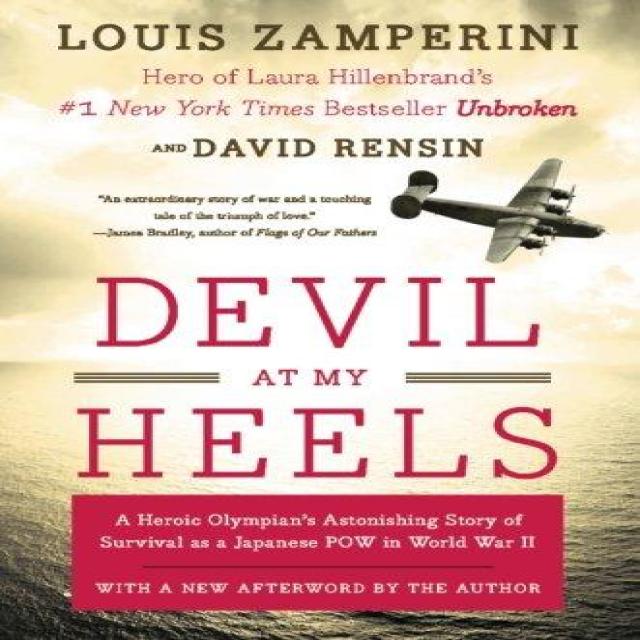 LOUIS ZAMPERINI
Hero of Laura Hillenbrand's
#1 New York Times Bestseller Unbroken
AND DAVID RENSIN
"An extraordinary story of war and a touching
tale of the triumph of love."
—James Bradley, author of Flags of Our Fathers
DEVIL
AT MY
HEELS
A Heroic Olympian's Astonishing Story of
Survival as a Japanese POW in World War II
WITH A NEW AFTERWORD BY THE AUTHOR